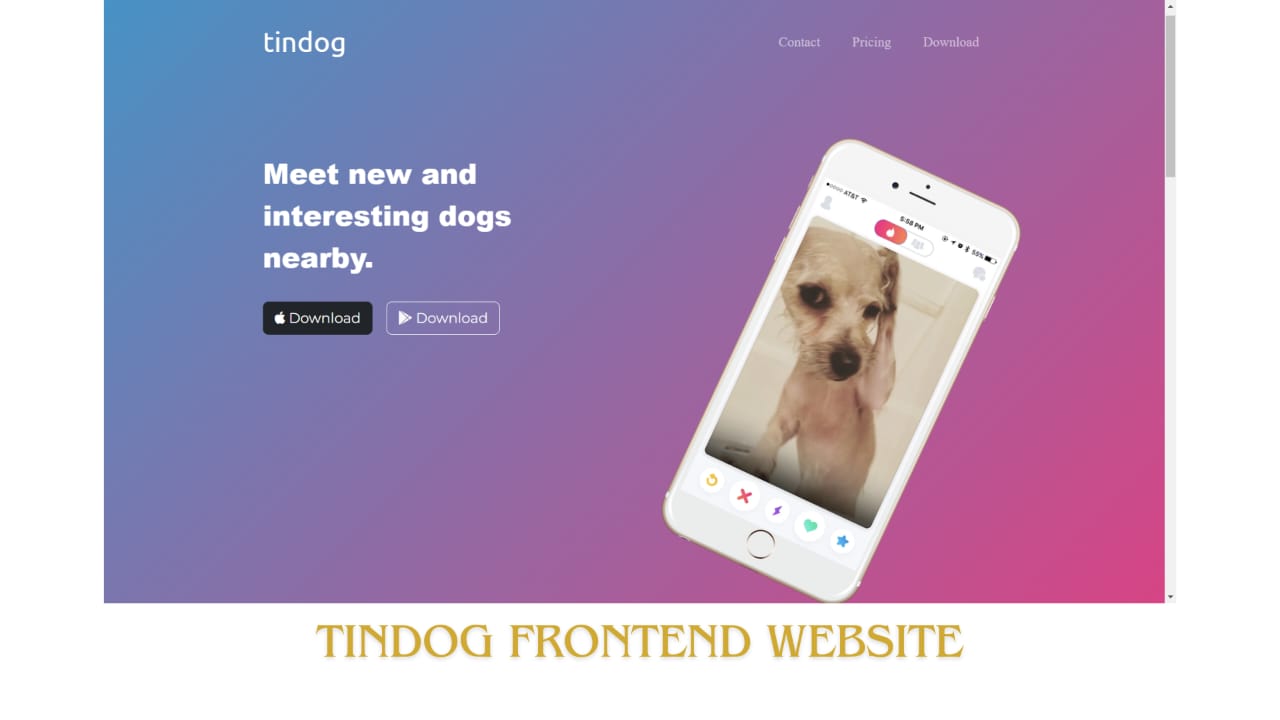 tindog
Contact Pricing Download
Meet new and
interesting dogs
nearby.
Download Download
AT&T
5:58 PM
55%
TINDOG FRONTEND WEBSITE